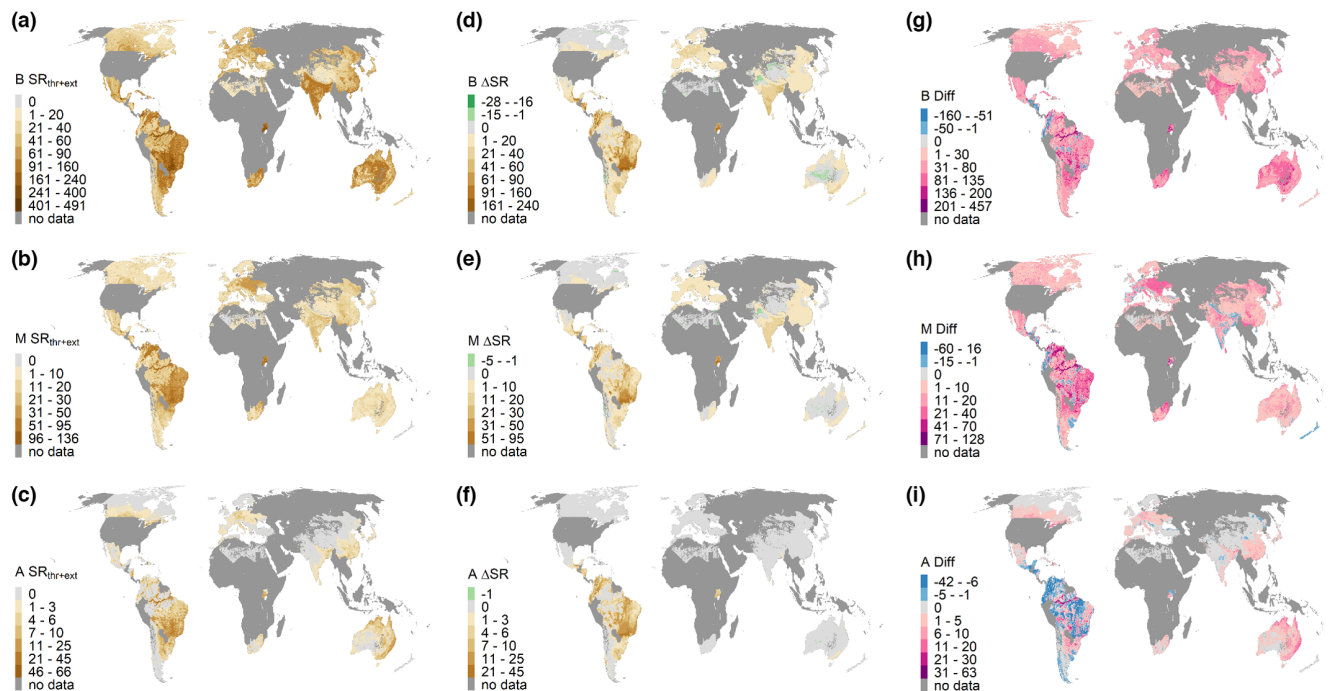 (a)
B SRthr+ext
0
1 - 20
21 - 40
41 - 60
61 - 90
91 - 160
161 - 240
241 - 400
401 - 491
no data
(d)
B ΔSR
-28 - -16
-15 - -1
0
1 - 20
21 - 40
41 - 60
61 - 90
91 - 160
161 - 240
no data
(g)
B Diff
-160 - -51
-50 - -1
0
1 - 30
31 - 80
81 - 135
136 - 200
201 - 457
no data
(b)
M SRthr+ext
0
1 - 10
11 - 20
21 - 30
31 - 50
51 - 95
96 - 136
no data
(e)
M ΔSR
-5 - -1
0
1 - 10
11 - 20
21 - 30
31 - 50
51 - 95
no data
(h)
M Diff
-60 - 16
-15 - -1
0
1 - 10
11 - 20
21 - 40
41 - 70
71 - 128
no data
(c)
A SRthr+ext
0
1 - 3
4 - 6
7 - 10
11 - 25
21 - 45
46 - 66
no data
(f)
A ΔSR
-1
0
1 - 3
4 - 6
7 - 10
11 - 25
21 - 45
no data
(i)
A Diff
-42 - -6
-5 - -1
0
1 - 5
6 - 10
11 - 20
21 - 30
31 - 63
no data